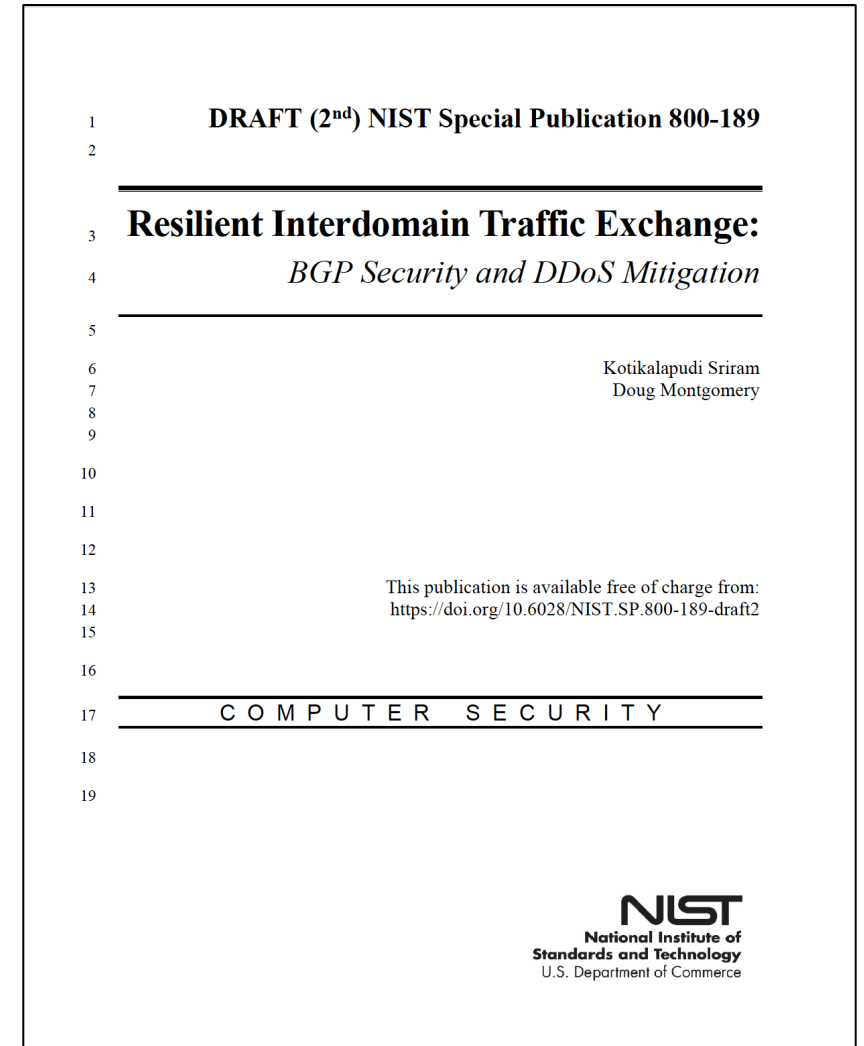 1 DRAFT (2nd) NIST Special Publication 800-189
2
3 Resilient Interdomain Traffic Exchange:
4 BGP Security and DDoS Mitigation
5
6 Kotikalapudi Sriram
7 Doug Montgomery
8
9
10
11
12
13 This publication is available free of charge from:
14 https://doi.org/10.6028/NIST.SP.800-189-draft2
15
16
17 COMPUTER SECURITY
18
19
NIST
National Institute of
Standards and Technology
U.S. Department of Commerce